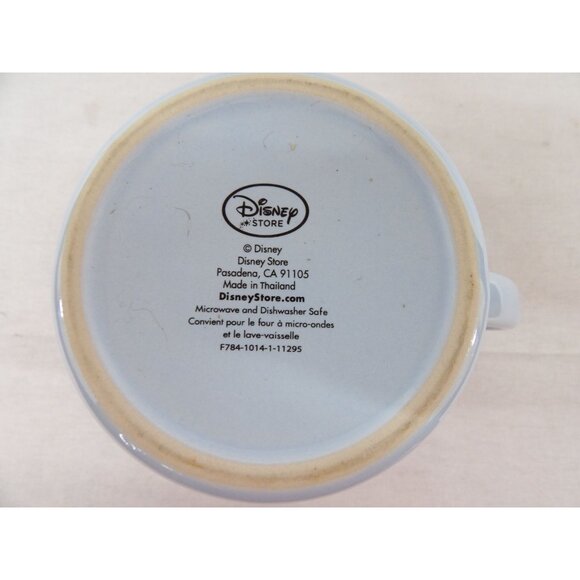 Disney
STORE
© Disney
Disney Store
Pasadena, CA 91105
Made in Thailand
DisneyStore.com
Microwave and Dishwasher Safe
Convient pour le four à micro-ondes
et le lave-vaisselle
F784-1014-1-11295